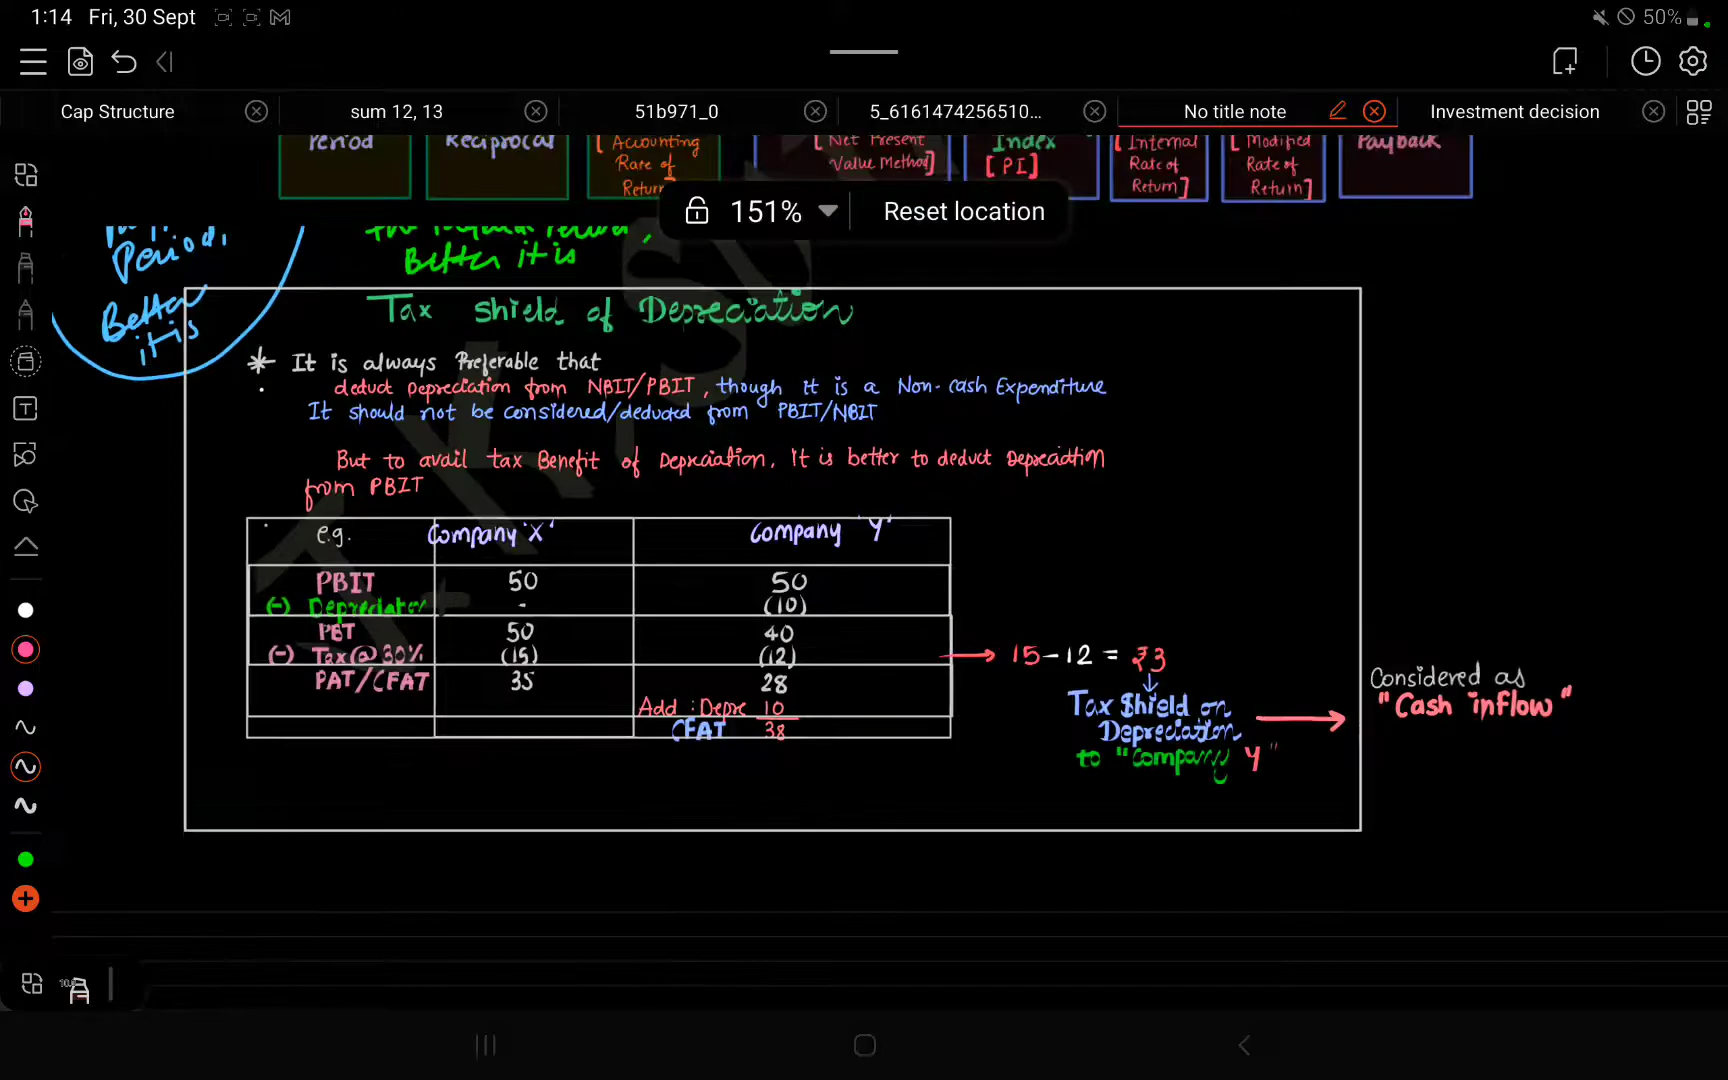 1:14 Fri, 30 Sept
50%
Cap Structure
sum 12, 13
51b971_0
5_6161474256510...
No title note
Investment decision
Period
Reciprocal
[ Accounting
Rate of
Return
[ Net Present
Value Method]
Index
[ PI ]
[ Internal
Rate of
Return ]
[ Modified
Rate of
Return ]
Payback
151%
Reset location
Period,
Better
it is
Better it is
Tax shield of Depreciation
* It is always Preferable that
deduct Depreciation from NBIT/PBIT, though it is a Non-cash Expenditure
It should not be considered/deducted from PBIT/NBIT
But to avail tax Benefit of Depreciation, It is better to deduct Depreciation
from PBIT
e.g. Company 'X' Company 'Y'
PBIT 50 50
(-) Depreciation - (10)
PBT 50 40
(-) Tax @ 30% (15) (12)
PAT/CFAT 35 28
Add : Depre 10
CFAT 38
15-12 = ₹3
Tax Shield on
Depreciation
to "Company Y"
Considered as
"Cash inflow"